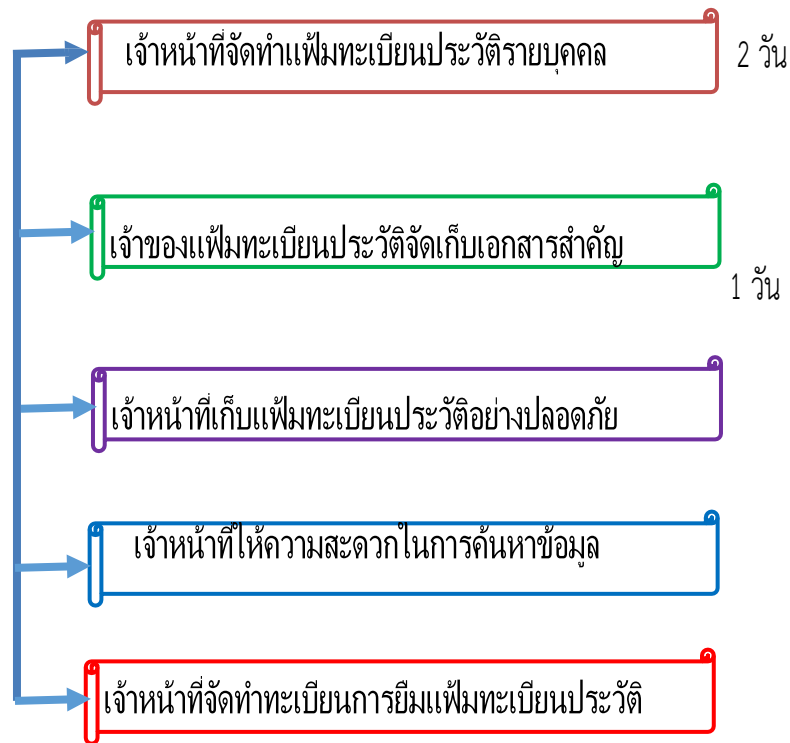 เจ้าหน้าที่จัดทำแฟ้มทะเบียนประวัติรายบุคคล
2 วัน
เจ้าของแฟ้มทะเบียนประวัติจัดเก็บเอกสารสำคัญ
1 วัน
เจ้าหน้าที่เก็บแฟ้มทะเบียนประวัติอย่างปลอดภัย
เจ้าหน้าที่ให้ความสะดวกในการค้นหาข้อมูล
เจ้าหน้าที่จัดทำทะเบียนการยืมแฟ้มทะเบียนประวัติ